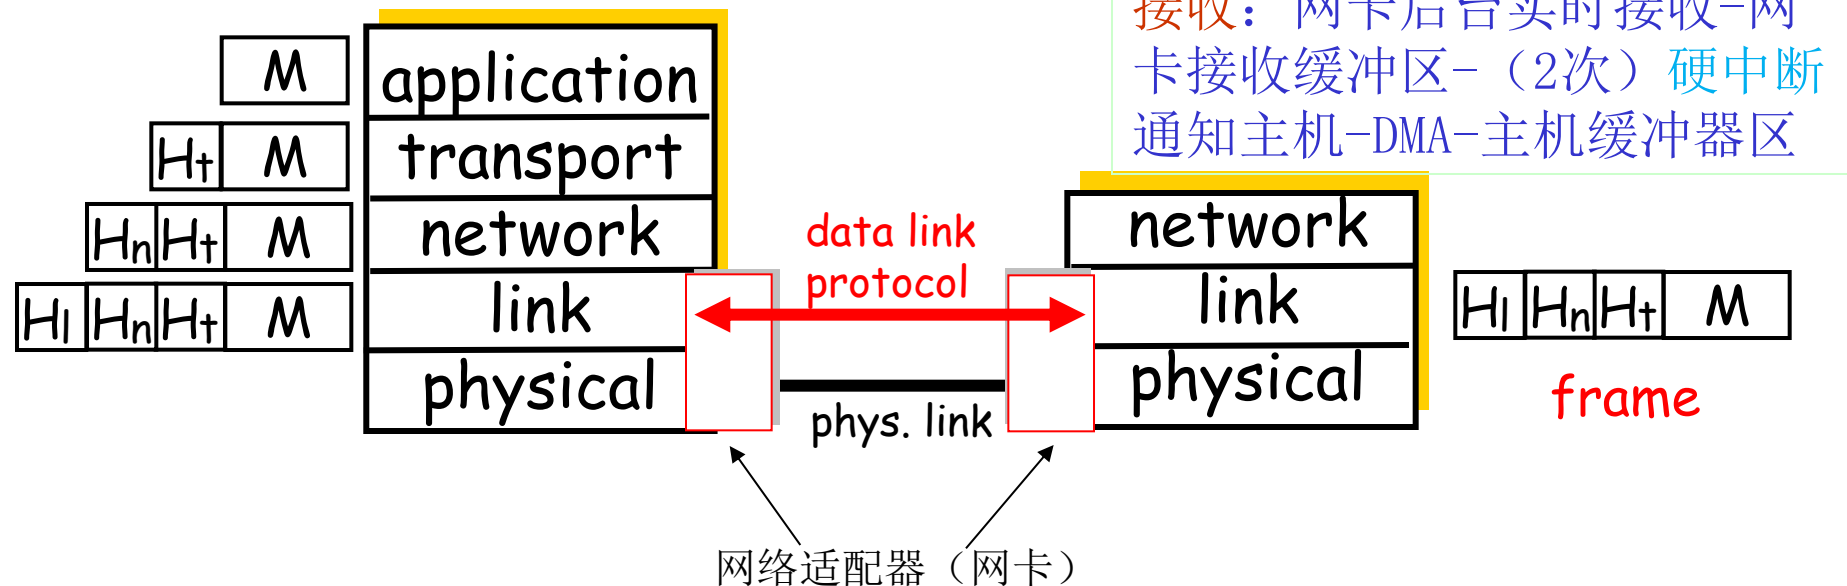 接收：网卡后台实时接收-网
卡接收缓冲区-（2次）硬中断
通知主机-DMA-主机缓冲器区
M
application
Ht M
transport
Hn Ht M
network
Hl Hn Ht M
link
physical
data link
protocol
phys. link
network
link
physical
Hl Hn Ht M
frame
网络适配器（网卡）